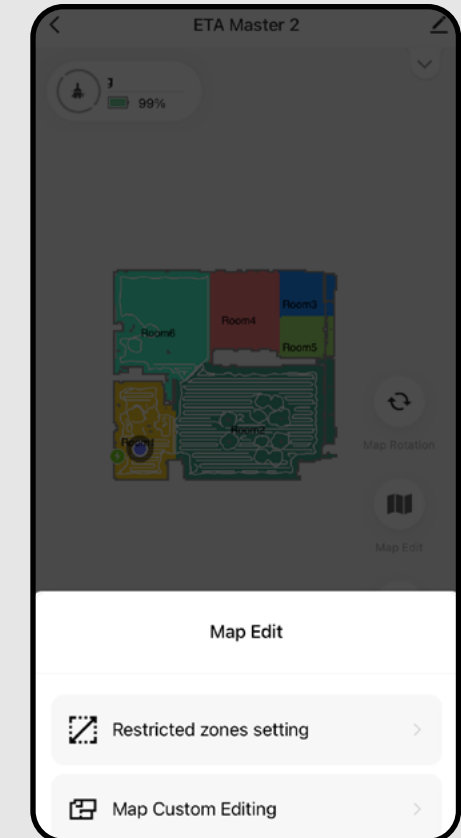 ETA Master 2
99%
Room3
Room4
Room6
Room5
Room2
Map Rotation
Map Edit
Map Edit
Restricted zones setting
Map Custom Editing